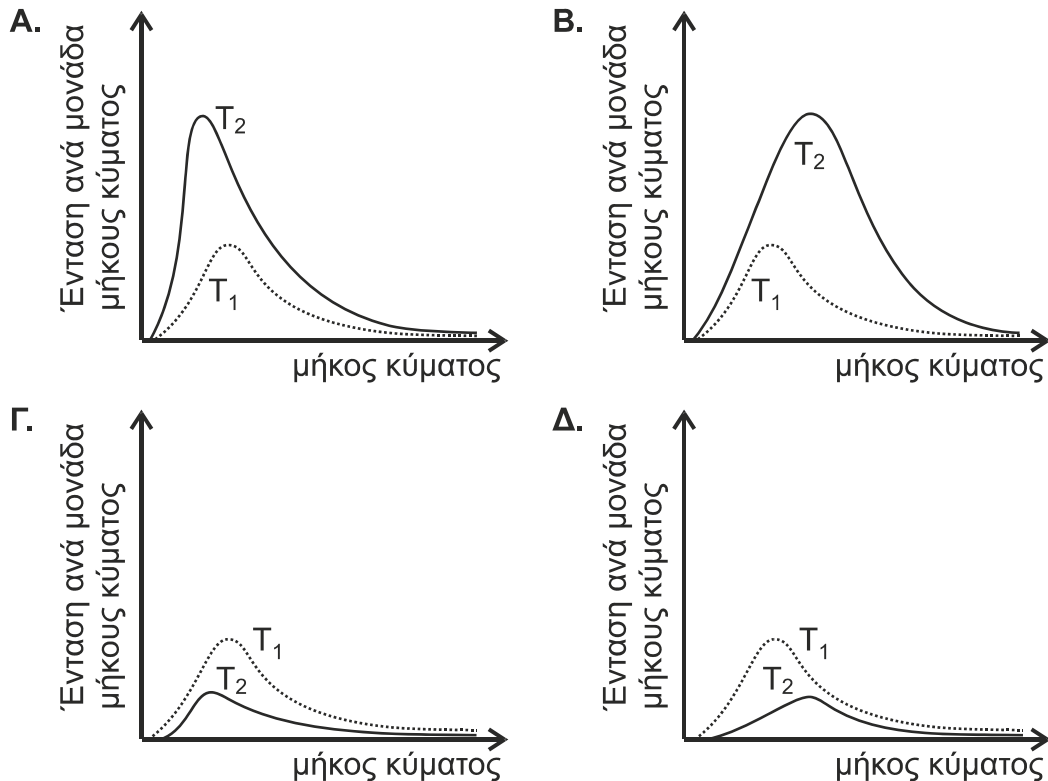 Α.
Ένταση ανά μονάδα
μήκους κύματος
T2
T1
μήκος κύματος
Β.
Ένταση ανά μονάδα
μήκους κύματος
T2
T1
μήκος κύματος
Γ.
Ένταση ανά μονάδα
μήκους κύματος
T1
T2
μήκος κύματος
Δ.
Ένταση ανά μονάδα
μήκους κύματος
T1
T2
μήκος κύματος